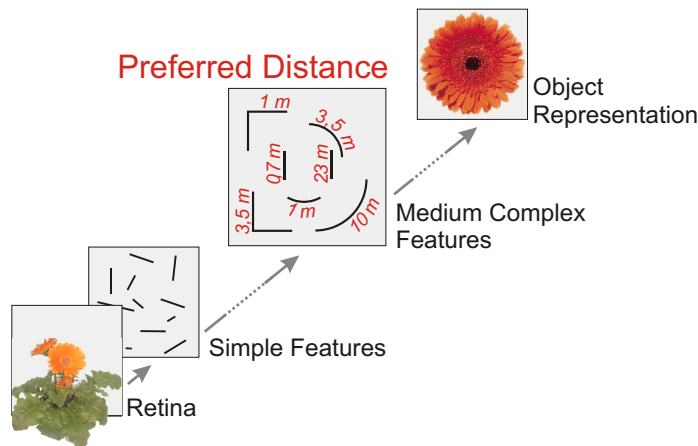 Preferred Distance
1 m
3,5 m
0,7 m
23 m
3,5 m
1 m
10 m
Object
Representation
Medium Complex
Features
Simple Features
Retina